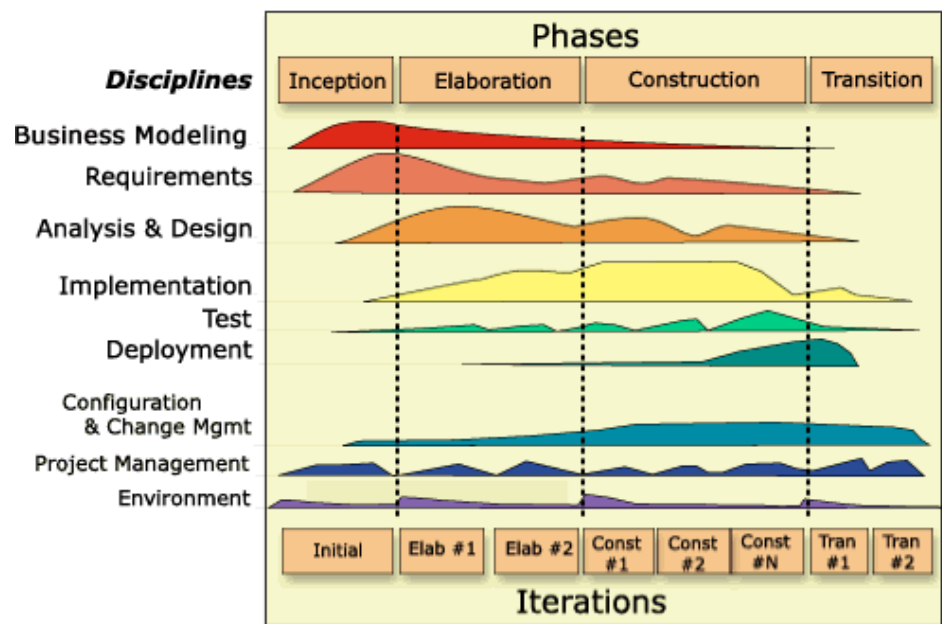 Phases
Disciplines
Inception
Elaboration
Construction
Transition
Business Modeling
Requirements
Analysis & Design
Implementation
Test
Deployment
Configuration
& Change Mgmt
Project Management
Environment
Initial
Elab #1
Elab #2
Const
#1
Const
#2
Const
#N
Tran
#1
Tran
#2
Iterations